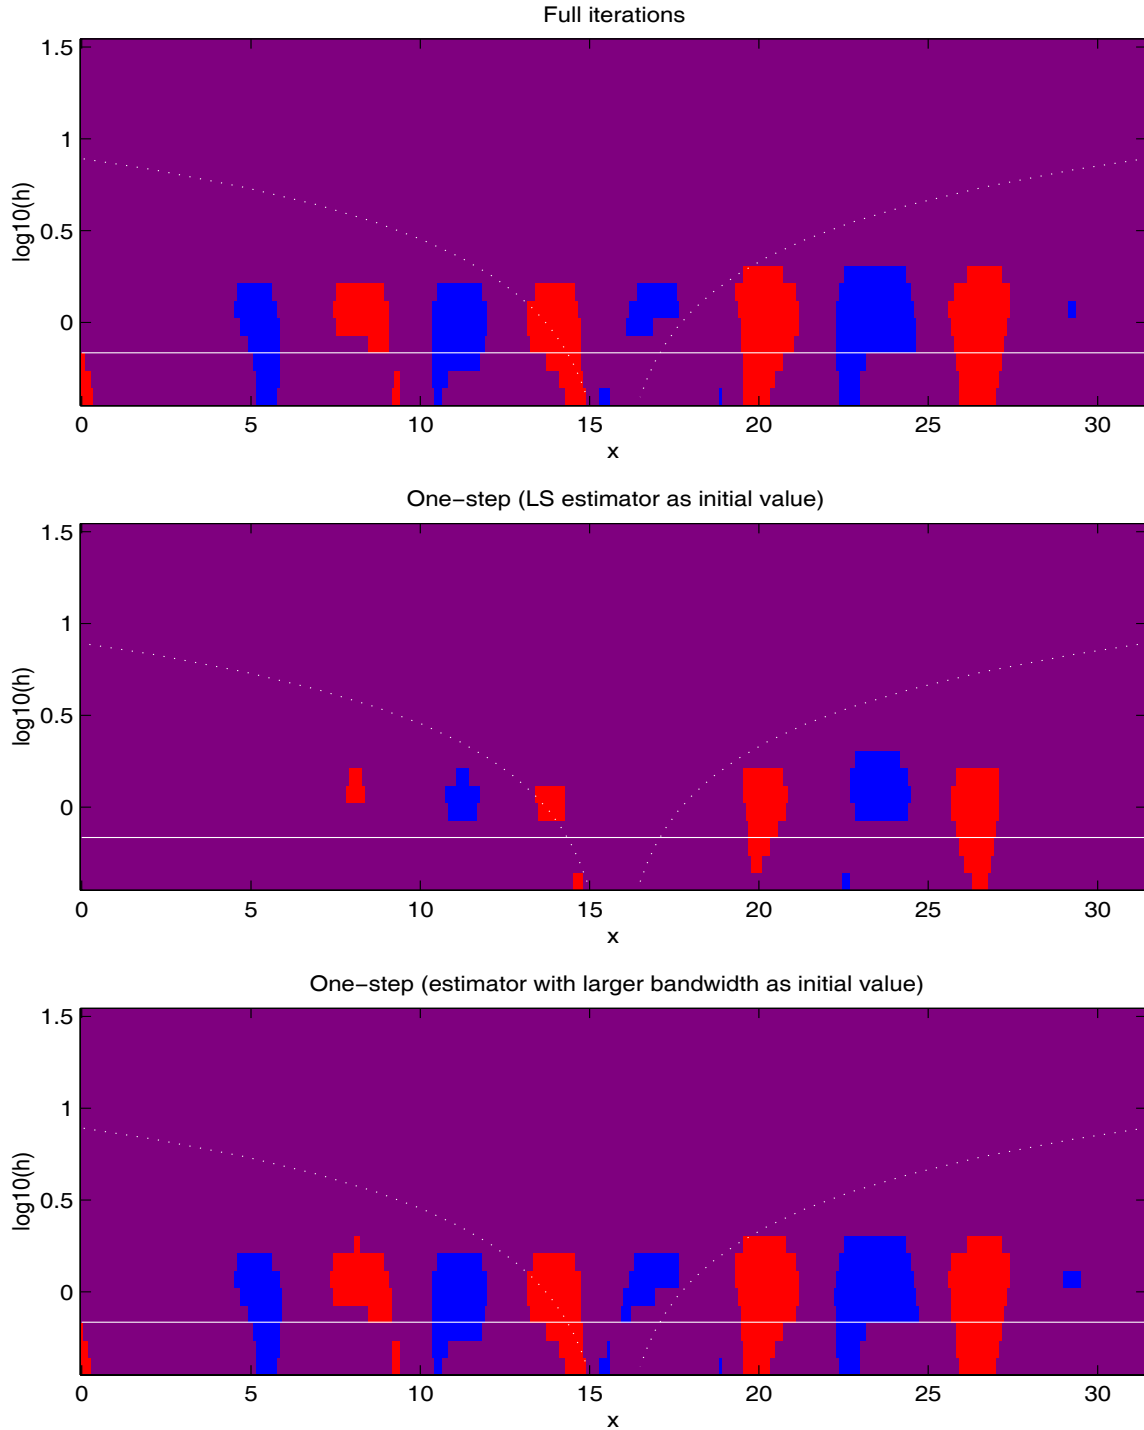 Full iterations
1.5
1
0.5
0
log10(h)
0 5 10 15 20 25 30
x
One−step (LS estimator as initial value)
1.5
1
0.5
0
log10(h)
0 5 10 15 20 25 30
x
One−step (estimator with larger bandwidth as initial value)
1.5
1
0.5
0
log10(h)
0 5 10 15 20 25 30
x